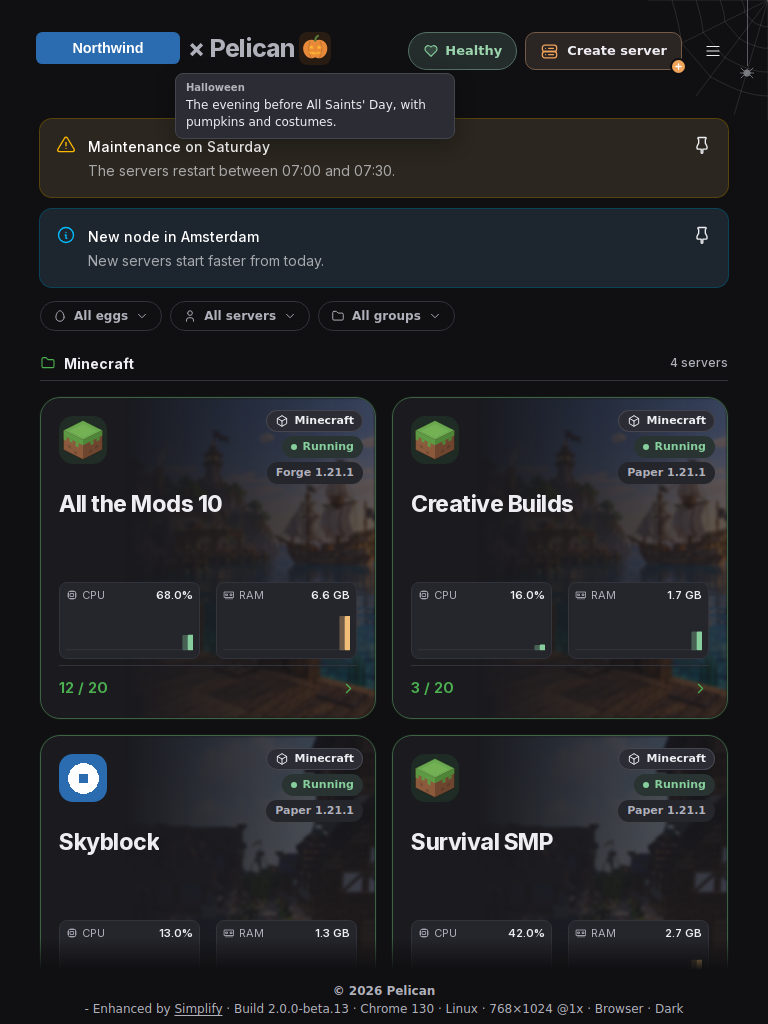 Northwind × Pelican
Healthy
Create server
Halloween
The evening before All Saints' Day, with
pumpkins and costumes.
Maintenance on Saturday
The servers restart between 07:00 and 07:30.
New node in Amsterdam
New servers start faster from today.
All eggs
All servers
All groups
Minecraft
4 servers
Minecraft
Running
Forge 1.21.1
All the Mods 10
CPU 68.0%
RAM 6.6 GB
12 / 20
Minecraft
Running
Paper 1.21.1
Creative Builds
CPU 16.0%
RAM 1.7 GB
3 / 20
Minecraft
Running
Paper 1.21.1
Skyblock
CPU 13.0%
RAM 1.3 GB
Minecraft
Running
Paper 1.21.1
Survival SMP
CPU 42.0%
RAM 2.7 GB
© 2026 Pelican
- Enhanced by Simplify · Build 2.0.0-beta.13 · Chrome 130 · Linux · 768×1024 @1x · Browser · Dark